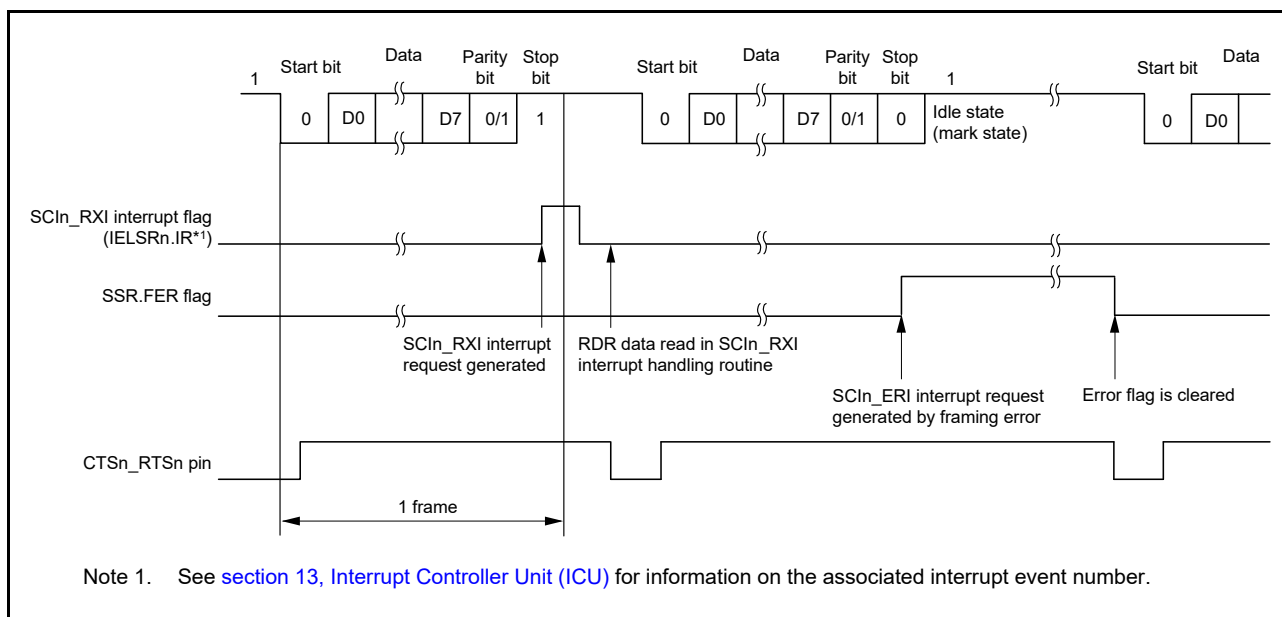 Data Parity Stop Data Parity Stop Data
1 Start bit bit bit Start bit bit bit 1 Start bit
0 D0 D7 0/1 1 0 D0 D7 0/1 0 Idle state 0 D0
(mark state)
SCIn_RXI interrupt flag
(IELSRn.IR*1)
SSR.FER flag
SCIn_RXI interrupt
request generated
RDR data read in SCIn_RXI
interrupt handling routine
SCIn_ERI interrupt request
generated by framing error
Error flag is cleared
CTSn_RTSn pin
1 frame
Note 1. See section 13, Interrupt Controller Unit (ICU) for information on the associated interrupt event number.